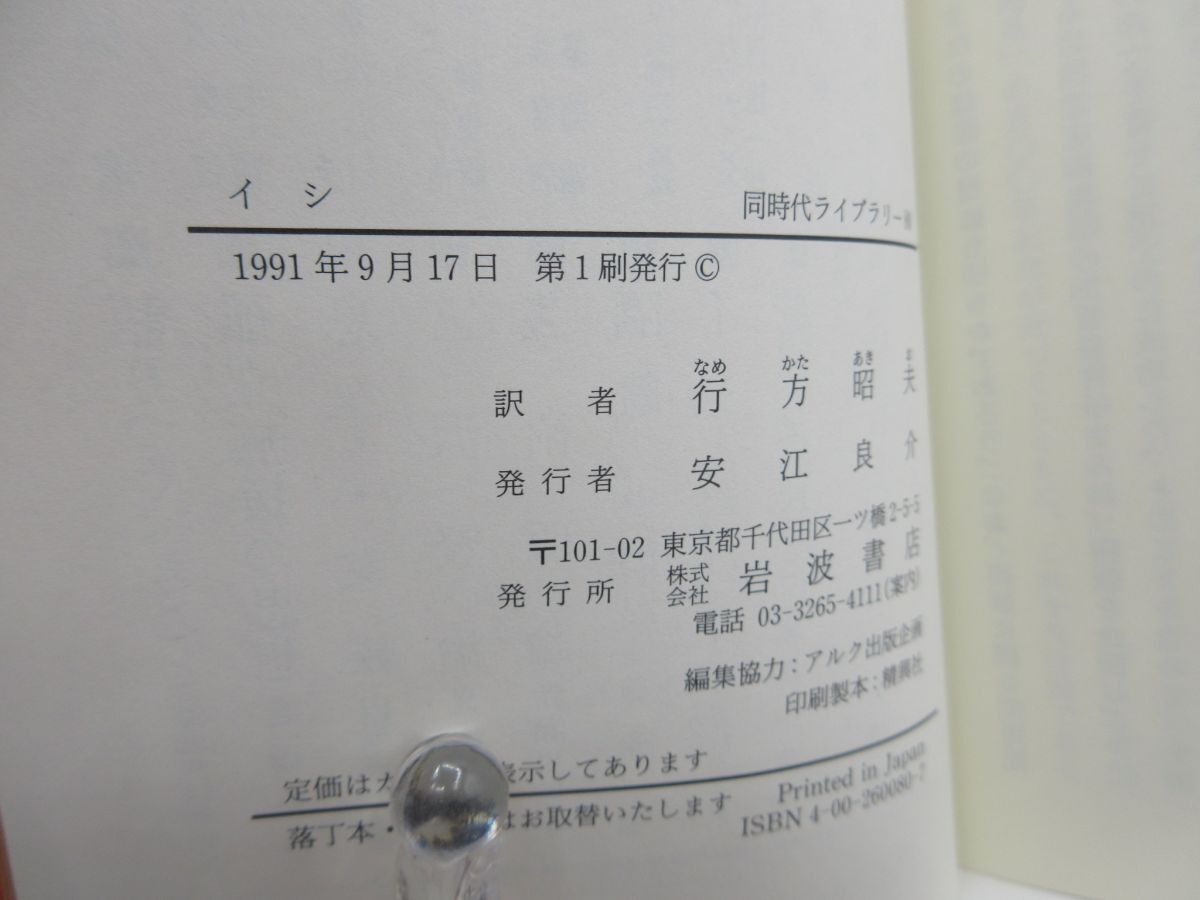 イシ 同時代ライブラリー
1991年9月17日 第1刷発行 ©
なめ かた あき お
訳者 行方昭夫
発行者 安江良介
〒101-02 東京都千代田区一ツ橋2-5-5
発行所 株式会社 岩波書店
電話 03-3265-4111(案内)
編集協力:アルク出版企画
印刷製本:精興社
定価は 表示してあります
落丁本・ はお取替いたします
Printed in Japan
ISBN 4-00-260080-7